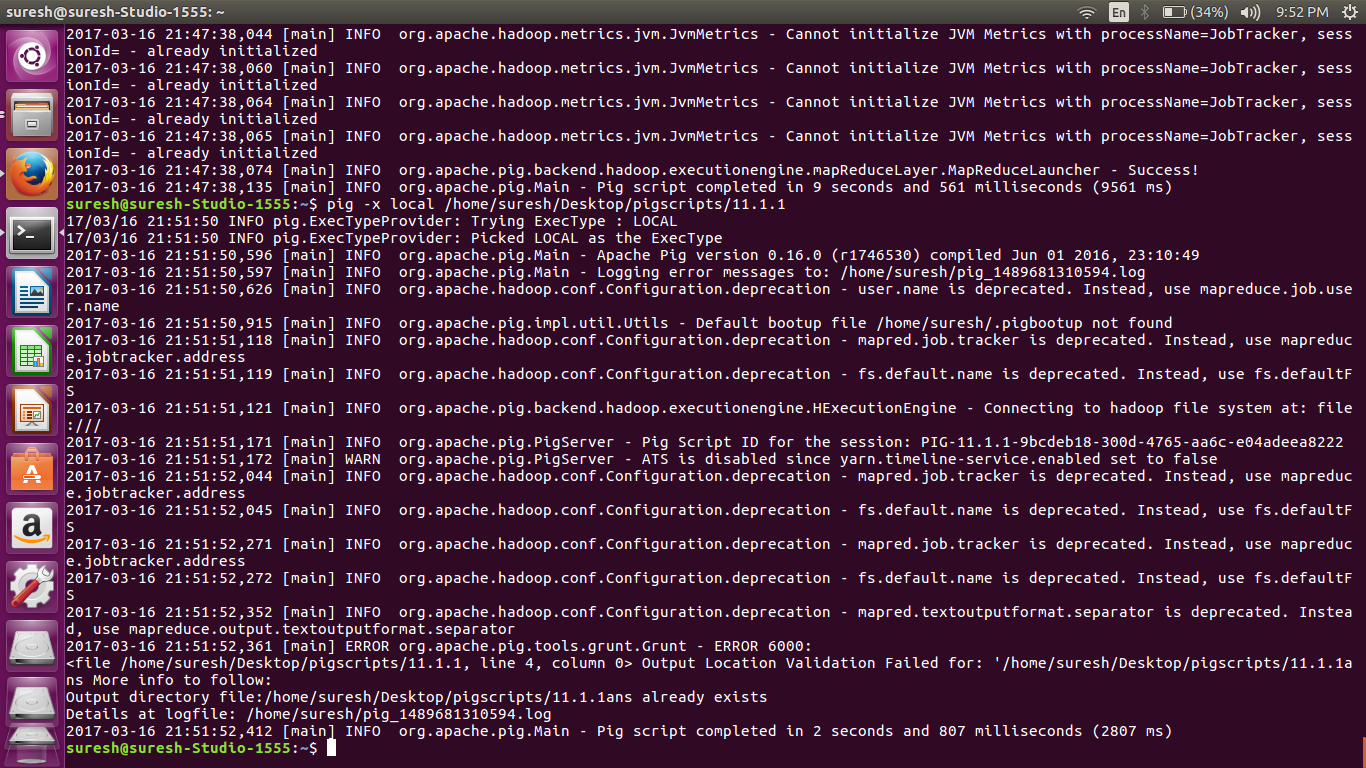 suresh@suresh-Studio-1555: ~
En
(34%)
9:52 PM
2017-03-16 21:47:38,044 [main] INFO  org.apache.hadoop.metrics.jvm.JvmMetrics - Cannot initialize JVM Metrics with processName=JobTracker, sess
ionId= - already initialized
2017-03-16 21:47:38,060 [main] INFO  org.apache.hadoop.metrics.jvm.JvmMetrics - Cannot initialize JVM Metrics with processName=JobTracker, sess
ionId= - already initialized
2017-03-16 21:47:38,064 [main] INFO  org.apache.hadoop.metrics.jvm.JvmMetrics - Cannot initialize JVM Metrics with processName=JobTracker, sess
ionId= - already initialized
2017-03-16 21:47:38,065 [main] INFO  org.apache.hadoop.metrics.jvm.JvmMetrics - Cannot initialize JVM Metrics with processName=JobTracker, sess
ionId= - already initialized
2017-03-16 21:47:38,074 [main] INFO  org.apache.pig.backend.hadoop.executionengine.mapReduceLayer.MapReduceLauncher - Success!
2017-03-16 21:47:38,135 [main] INFO  org.apache.pig.Main - Pig script completed in 9 seconds and 561 milliseconds (9561 ms)
suresh@suresh-Studio-1555:~$ pig -x local /home/suresh/Desktop/pigscripts/11.1.1
17/03/16 21:51:50 INFO pig.ExecTypeProvider: Trying ExecType : LOCAL
17/03/16 21:51:50 INFO pig.ExecTypeProvider: Picked LOCAL as the ExecType
2017-03-16 21:51:50,596 [main] INFO  org.apache.pig.Main - Apache Pig version 0.16.0 (r1746530) compiled Jun 01 2016, 23:10:49
2017-03-16 21:51:50,597 [main] INFO  org.apache.pig.Main - Logging error messages to: /home/suresh/pig_1489681310594.log
2017-03-16 21:51:50,626 [main] INFO  org.apache.hadoop.conf.Configuration.deprecation - user.name is deprecated. Instead, use mapreduce.job.use
r.name
2017-03-16 21:51:50,915 [main] INFO  org.apache.pig.impl.util.Utils - Default bootup file /home/suresh/.pigbootup not found
2017-03-16 21:51:51,118 [main] INFO  org.apache.hadoop.conf.Configuration.deprecation - mapred.job.tracker is deprecated. Instead, use mapreduc
e.jobtracker.address
2017-03-16 21:51:51,119 [main] INFO  org.apache.hadoop.conf.Configuration.deprecation - fs.default.name is deprecated. Instead, use fs.defaultF
S
2017-03-16 21:51:51,121 [main] INFO  org.apache.pig.backend.hadoop.executionengine.HExecutionEngine - Connecting to hadoop file system at: file
:///
2017-03-16 21:51:51,171 [main] INFO  org.apache.pig.PigServer - Pig Script ID for the session: PIG-11.1.1-9bcdeb18-300d-4765-aa6c-e04adeea8222
2017-03-16 21:51:51,172 [main] WARN  org.apache.pig.PigServer - ATS is disabled since yarn.timeline-service.enabled set to false
2017-03-16 21:51:52,044 [main] INFO  org.apache.hadoop.conf.Configuration.deprecation - mapred.job.tracker is deprecated. Instead, use mapreduc
e.jobtracker.address
2017-03-16 21:51:52,045 [main] INFO  org.apache.hadoop.conf.Configuration.deprecation - fs.default.name is deprecated. Instead, use fs.defaultF
S
2017-03-16 21:51:52,271 [main] INFO  org.apache.hadoop.conf.Configuration.deprecation - mapred.job.tracker is deprecated. Instead, use mapreduc
e.jobtracker.address
2017-03-16 21:51:52,272 [main] INFO  org.apache.hadoop.conf.Configuration.deprecation - fs.default.name is deprecated. Instead, use fs.defaultF
S
2017-03-16 21:51:52,352 [main] INFO  org.apache.hadoop.conf.Configuration.deprecation - mapred.textoutputformat.separator is deprecated. Instea
d, use mapreduce.output.textoutputformat.separator
2017-03-16 21:51:52,361 [main] ERROR org.apache.pig.tools.grunt.Grunt - ERROR 6000:
<file /home/suresh/Desktop/pigscripts/11.1.1, line 4, column 0> Output Location Validation Failed for: '/home/suresh/Desktop/pigscripts/11.1.1a
ns More info to follow:
Output directory file:/home/suresh/Desktop/pigscripts/11.1.1ans already exists
Details at logfile: /home/suresh/pig_1489681310594.log
2017-03-16 21:51:52,412 [main] INFO  org.apache.pig.Main - Pig script completed in 2 seconds and 807 milliseconds (2807 ms)
suresh@suresh-Studio-1555:~$